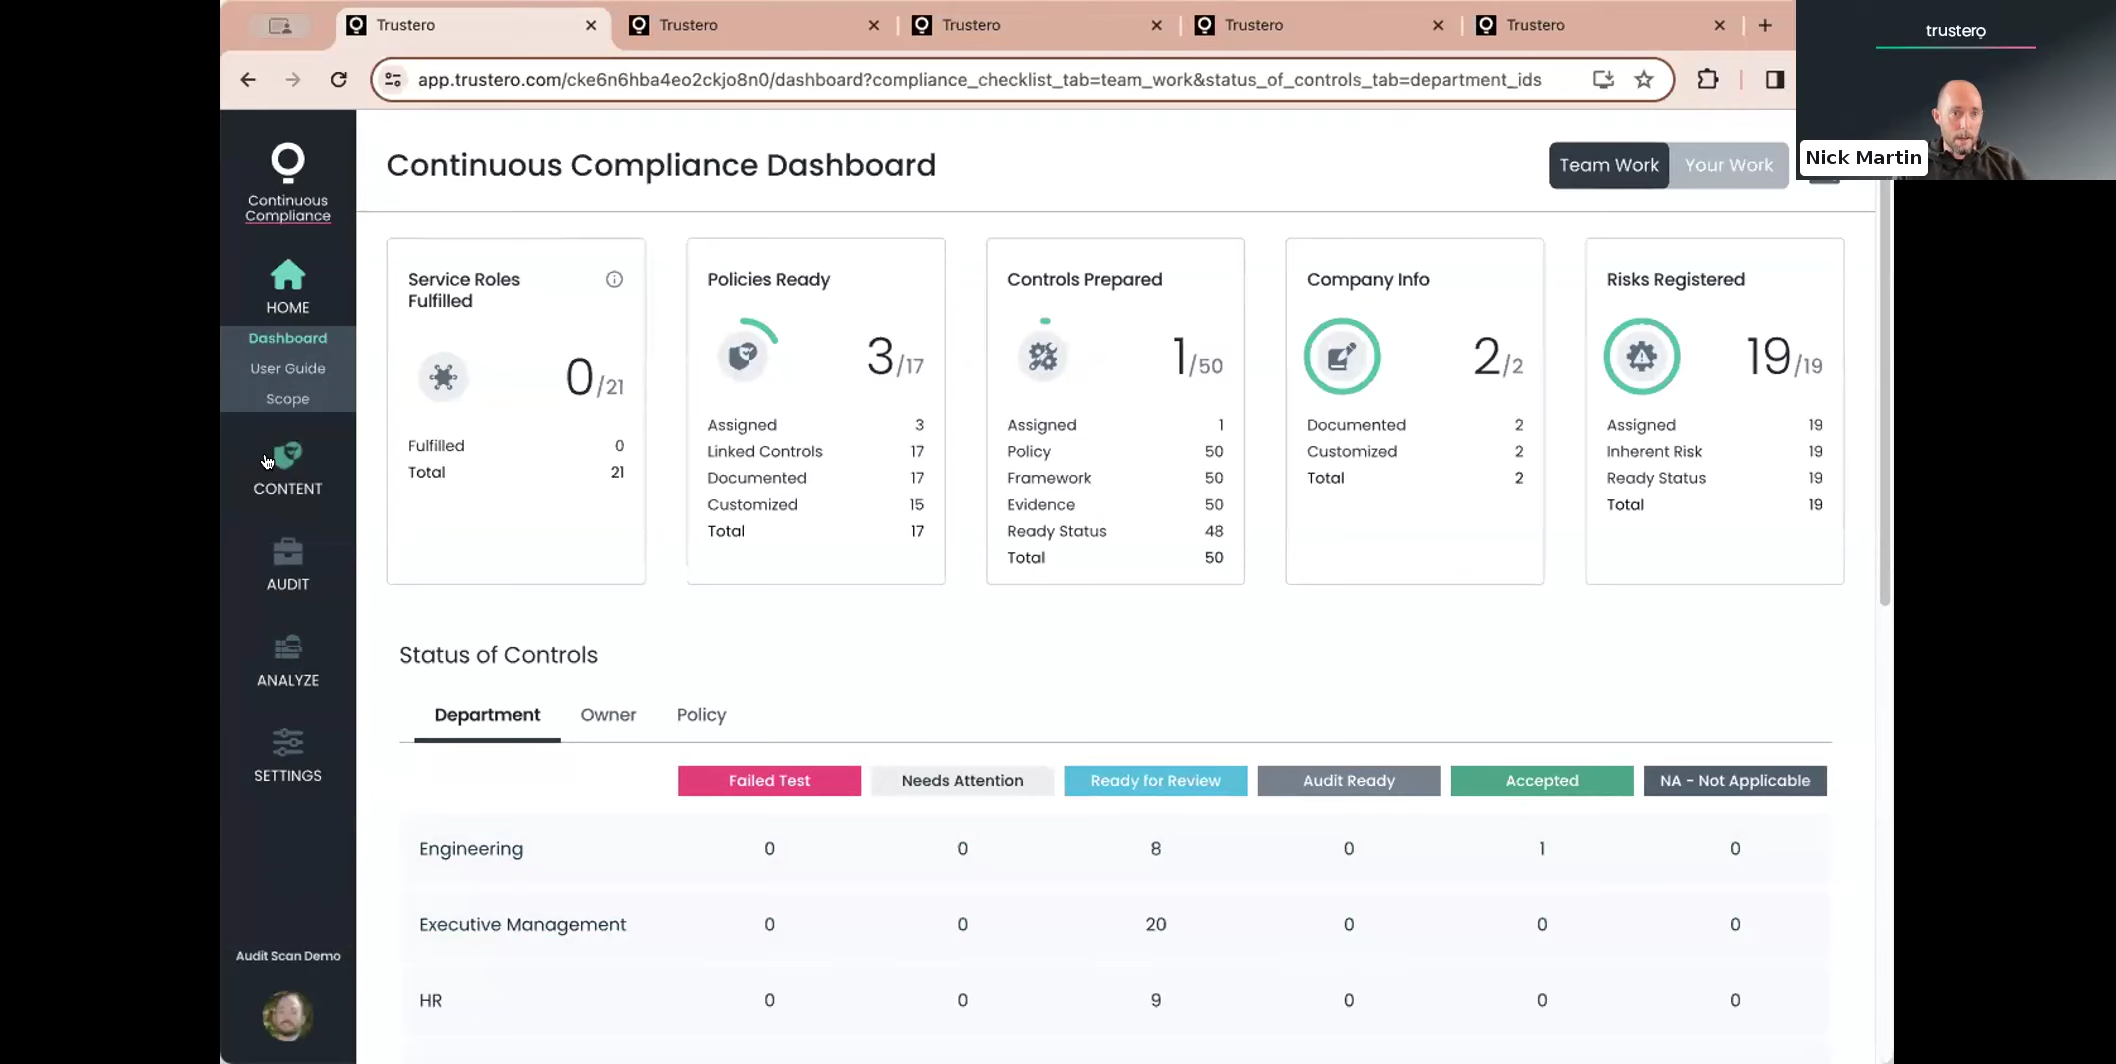 Trustero
Trustero
Trustero
Trustero
Trustero
trustero
app.trustero.com/cke6n6hba4eo2ckjo8n0/dashboard?compliance_checklist_tab=team_work&status_of_controls_tab=department_ids
Nick Martin
Continuous
Compliance
HOME
Dashboard
User Guide
Scope
CONTENT
AUDIT
ANALYZE
SETTINGS
Audit Scan Demo
Continuous Compliance Dashboard
Team Work
Your Work
Service Roles
Fulfilled
0/21
Fulfilled 0
Total 21
Policies Ready
3/17
Assigned 3
Linked Controls 17
Documented 17
Customized 15
Total 17
Controls Prepared
1/50
Assigned 1
Policy 50
Framework 50
Evidence 50
Ready Status 48
Total 50
Company Info
2/2
Documented 2
Customized 2
Total 2
Risks Registered
19/19
Assigned 19
Inherent Risk 19
Ready Status 19
Total 19
Status of Controls
Department Owner Policy
Failed Test Needs Attention Ready for Review Audit Ready Accepted NA - Not Applicable
Engineering 0 0 8 0 1 0
Executive Management 0 0 20 0 0 0
HR 0 0 9 0 0 0